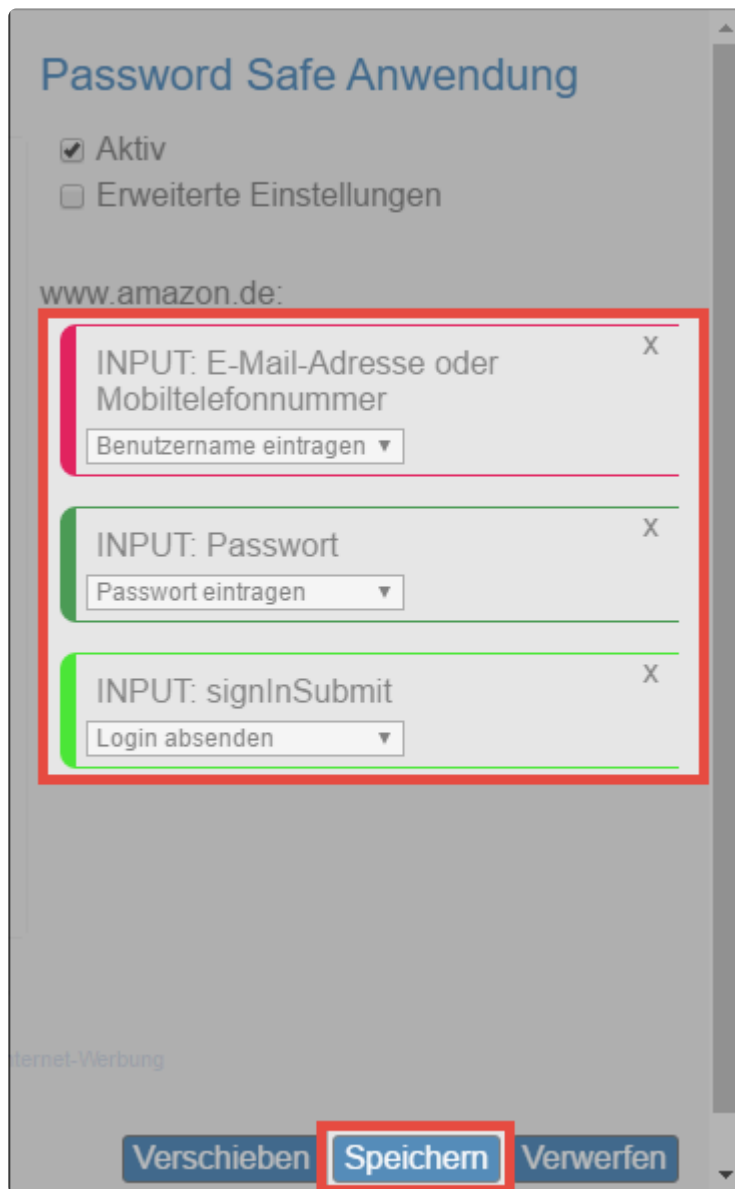 Password Safe Anwendung
Aktiv
Erweiterte Einstellungen
www.amazon.de:
INPUT: E-Mail-Adresse oder X
Mobiltelefonnummer
Benutzername eintragen
INPUT: Passwort X
Passwort eintragen
INPUT: signInSubmit X
Login absenden
ternet-Werbung
Verschieben Speichern Verwerfen